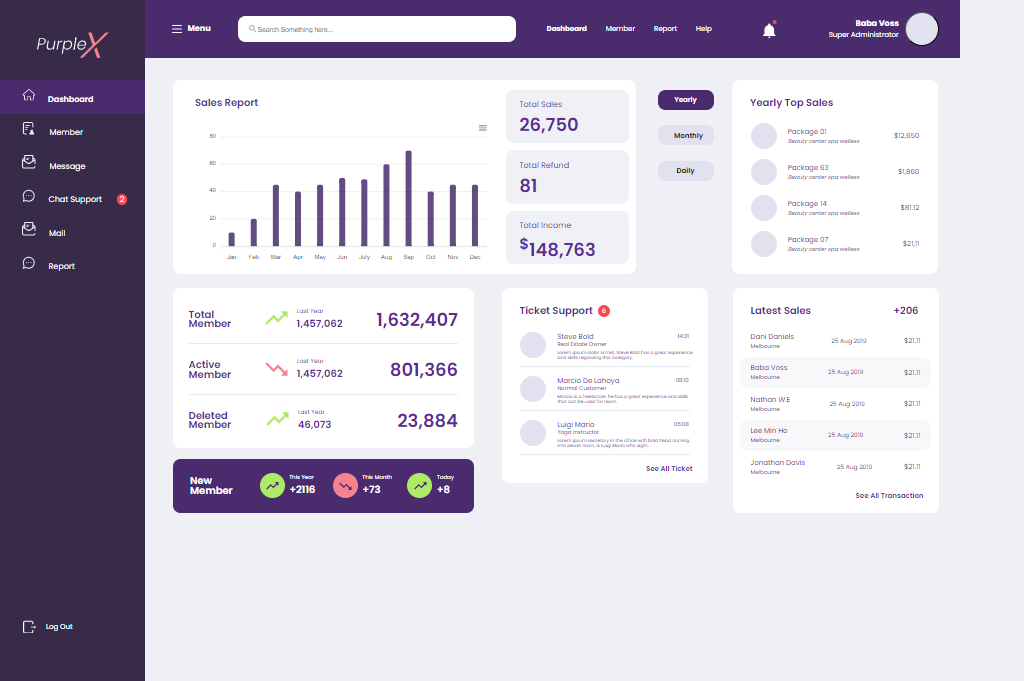 PurpleX
Dashboard
Member
Message
Chat Support 2
Mail
Report
Log Out
Menu
Search Something here...
Dashboard Member Report Help
Baba Voss
Super Administrator
Sales Report
80
60
40
20
0
Jan Feb Mar Apr May Jun July Aug Sep Oct Nov Dec
Total Sales
26,750
Total Refund
81
Total Income
$148,763
Yearly
Monthly
Daily
Yearly Top Sales
Package 01
Beauty center spa welless
$12,650
Package 63
Beauty center spa welless
$1,860
Package 14
Beauty center spa welless
$81.12
Package 07
Beauty center spa welless
$21,11
Total
Member
Last Year
1,457,062
1,632,407
Active
Member
Last Year
1,457,062
801,366
Deleted
Member
Last Year
46,073
23,884
New
Member
This Year
+2116
This Month
+73
Today
+8
Ticket Support 6
Steve Bold 14:21
Real Estate Owner
Lorem ipsum dolor si met. Steve Bold has a great experience
and skills regarding this category.
Marcio De Lahoya 08:13
Normal Customer
Marcio is a freelancer, he has a great experience and skills
that can be used for team.
Luigi Mario 06:08
Yoga Instructor
Lorem ipsum secretary in the office with bold head coming
into secret room, is Luigi Mario who sight.
See All Ticket
Latest Sales +206
Dani Daniels
Melbourne
25 Aug 2019
$21.11
Baba Voss
Melbourne
25 Aug 2019
$21.11
Nathan W.E
Melbourne
25 Aug 2019
$21.11
Lee Min Ho
Melbourne
25 Aug 2019
$21.11
Jonathan Davis
Melbourne
25 Aug 2019
$21.11
See All Transaction